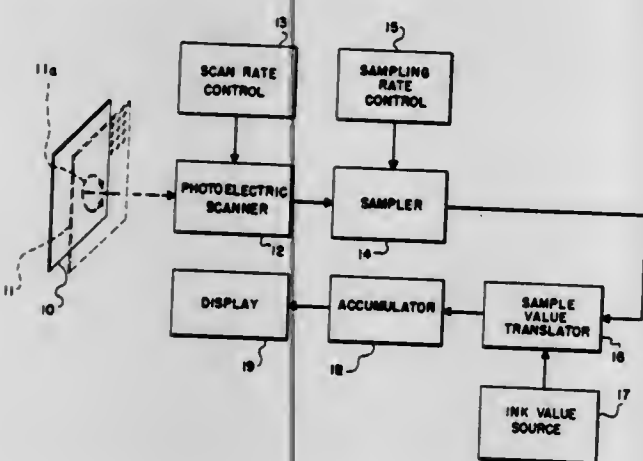 13
15
11a
SCAN RATE
CONTROL
SAMPLING
RATE
CONTROL
PHOTOELECTRIC
SCANNER
SAMPLER
12
14
11
10
DISPLAY
ACCUMULATOR
SAMPLE
VALUE
TRANSLATOR
16
19
18
17
INK VALUE
SOURCE